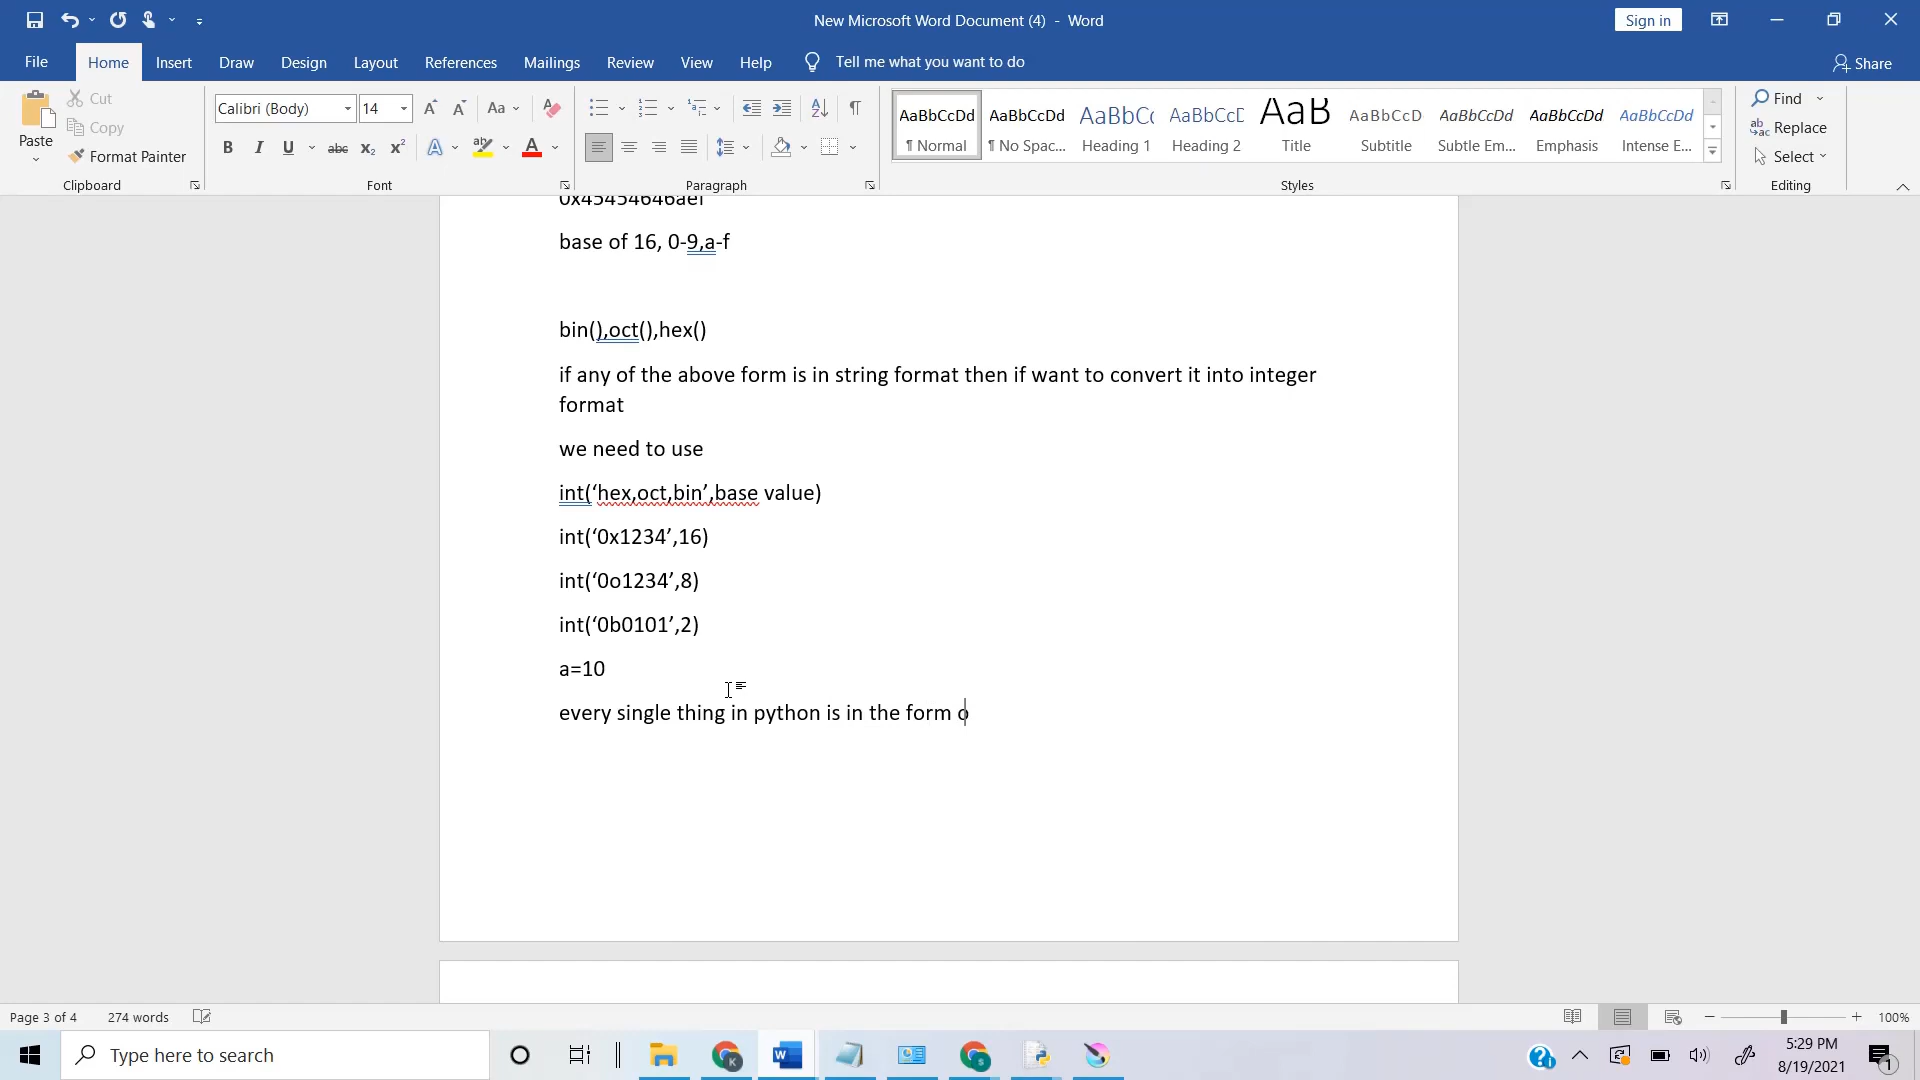 New Microsoft Word Document (4) - Word
Sign in
File Home Insert Draw Design Layout References Mailings Review View Help Tell me what you want to do Share
Paste
Cut
Copy
Format Painter
Clipboard
Calibri (Body) 14
Font
Paragraph
AaBbCcDd AaBbCcDd AaBbCc AaBbCcC AaB AaBbCcD AaBbCcDd AaBbCcDd AaBbCcDd
¶ Normal ¶ No Spac... Heading 1 Heading 2 Title Subtitle Subtle Em... Emphasis Intense E...
Styles
Find
Replace
Select
Editing
0x45454646aef
base of 16, 0-9,a-f
bin(),oct(),hex()
if any of the above form is in string format then if want to convert it into integer
format
we need to use
int(‘hex,oct,bin’,base value)
int(‘0x1234’,16)
int(‘0o1234’,8)
int(‘0b0101’,2)
a=10
every single thing in python is in the form o
Page 3 of 4 274 words 100%
Type here to search
5:29 PM
8/19/2021
1